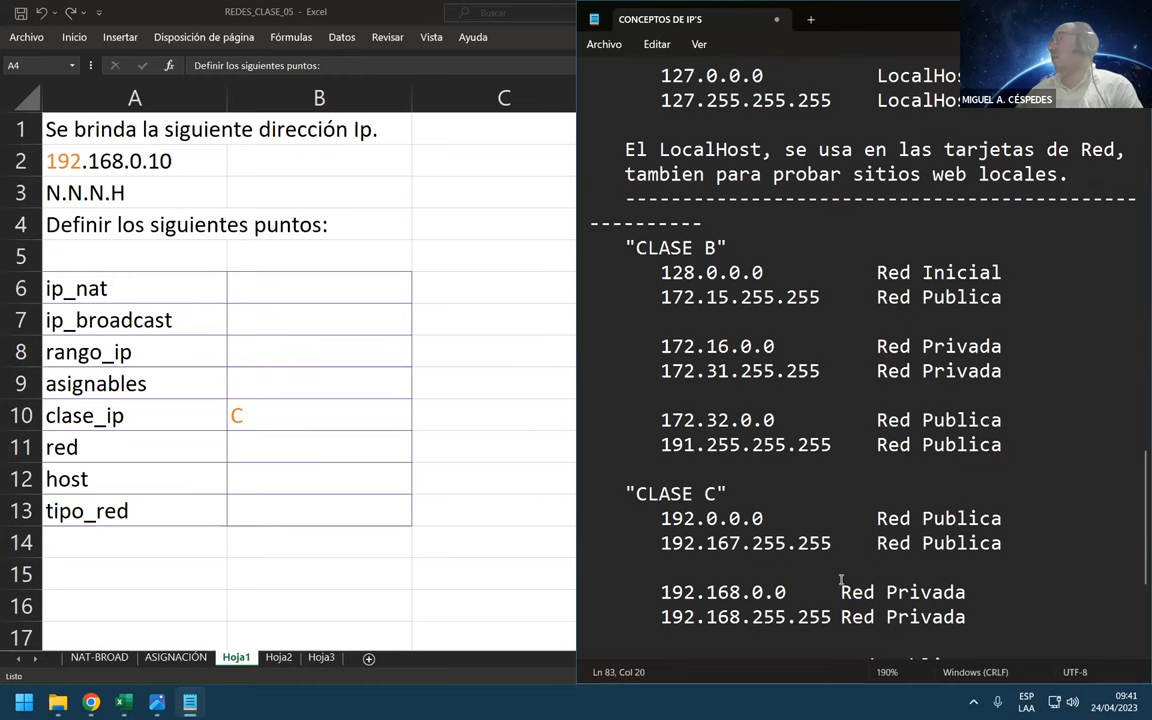 REDES_CLASE_05 - Excel
Buscar
Archivo Inicio Insertar Disposición de página Fórmulas Datos Revisar Vista Ayuda
A4 fx Definir los siguientes puntos:
A B C
1 Se brinda la siguiente dirección Ip.
2 192.168.0.10
3 N.N.N.H
4 Definir los siguientes puntos:
5
6 ip_nat
7 ip_broadcast
8 rango_ip
9 asignables
10 clase_ip C
11 red
12 host
13 tipo_red
14
15
16
17
NAT-BROAD ASIGNACIÓN Hoja1 Hoja2 Hoja3
Listo
CONCEPTOS DE IP'S
Archivo Editar Ver
MIGUEL A. CÉSPEDES
127.0.0.0 LocalHo
127.255.255.255 LocalHo
El LocalHost, se usa en las tarjetas de Red,
tambien para probar sitios web locales.
----------------------------------------------
----------
"CLASE B"
128.0.0.0 Red Inicial
172.15.255.255 Red Publica
172.16.0.0 Red Privada
172.31.255.255 Red Privada
172.32.0.0 Red Publica
191.255.255.255 Red Publica
"CLASE C"
192.0.0.0 Red Publica
192.167.255.255 Red Publica
192.168.0.0 Red Privada
192.168.255.255 Red Privada
Ln 83, Col 20 190% Windows (CRLF) UTF-8
ESP
LAA
09:41
24/04/2023